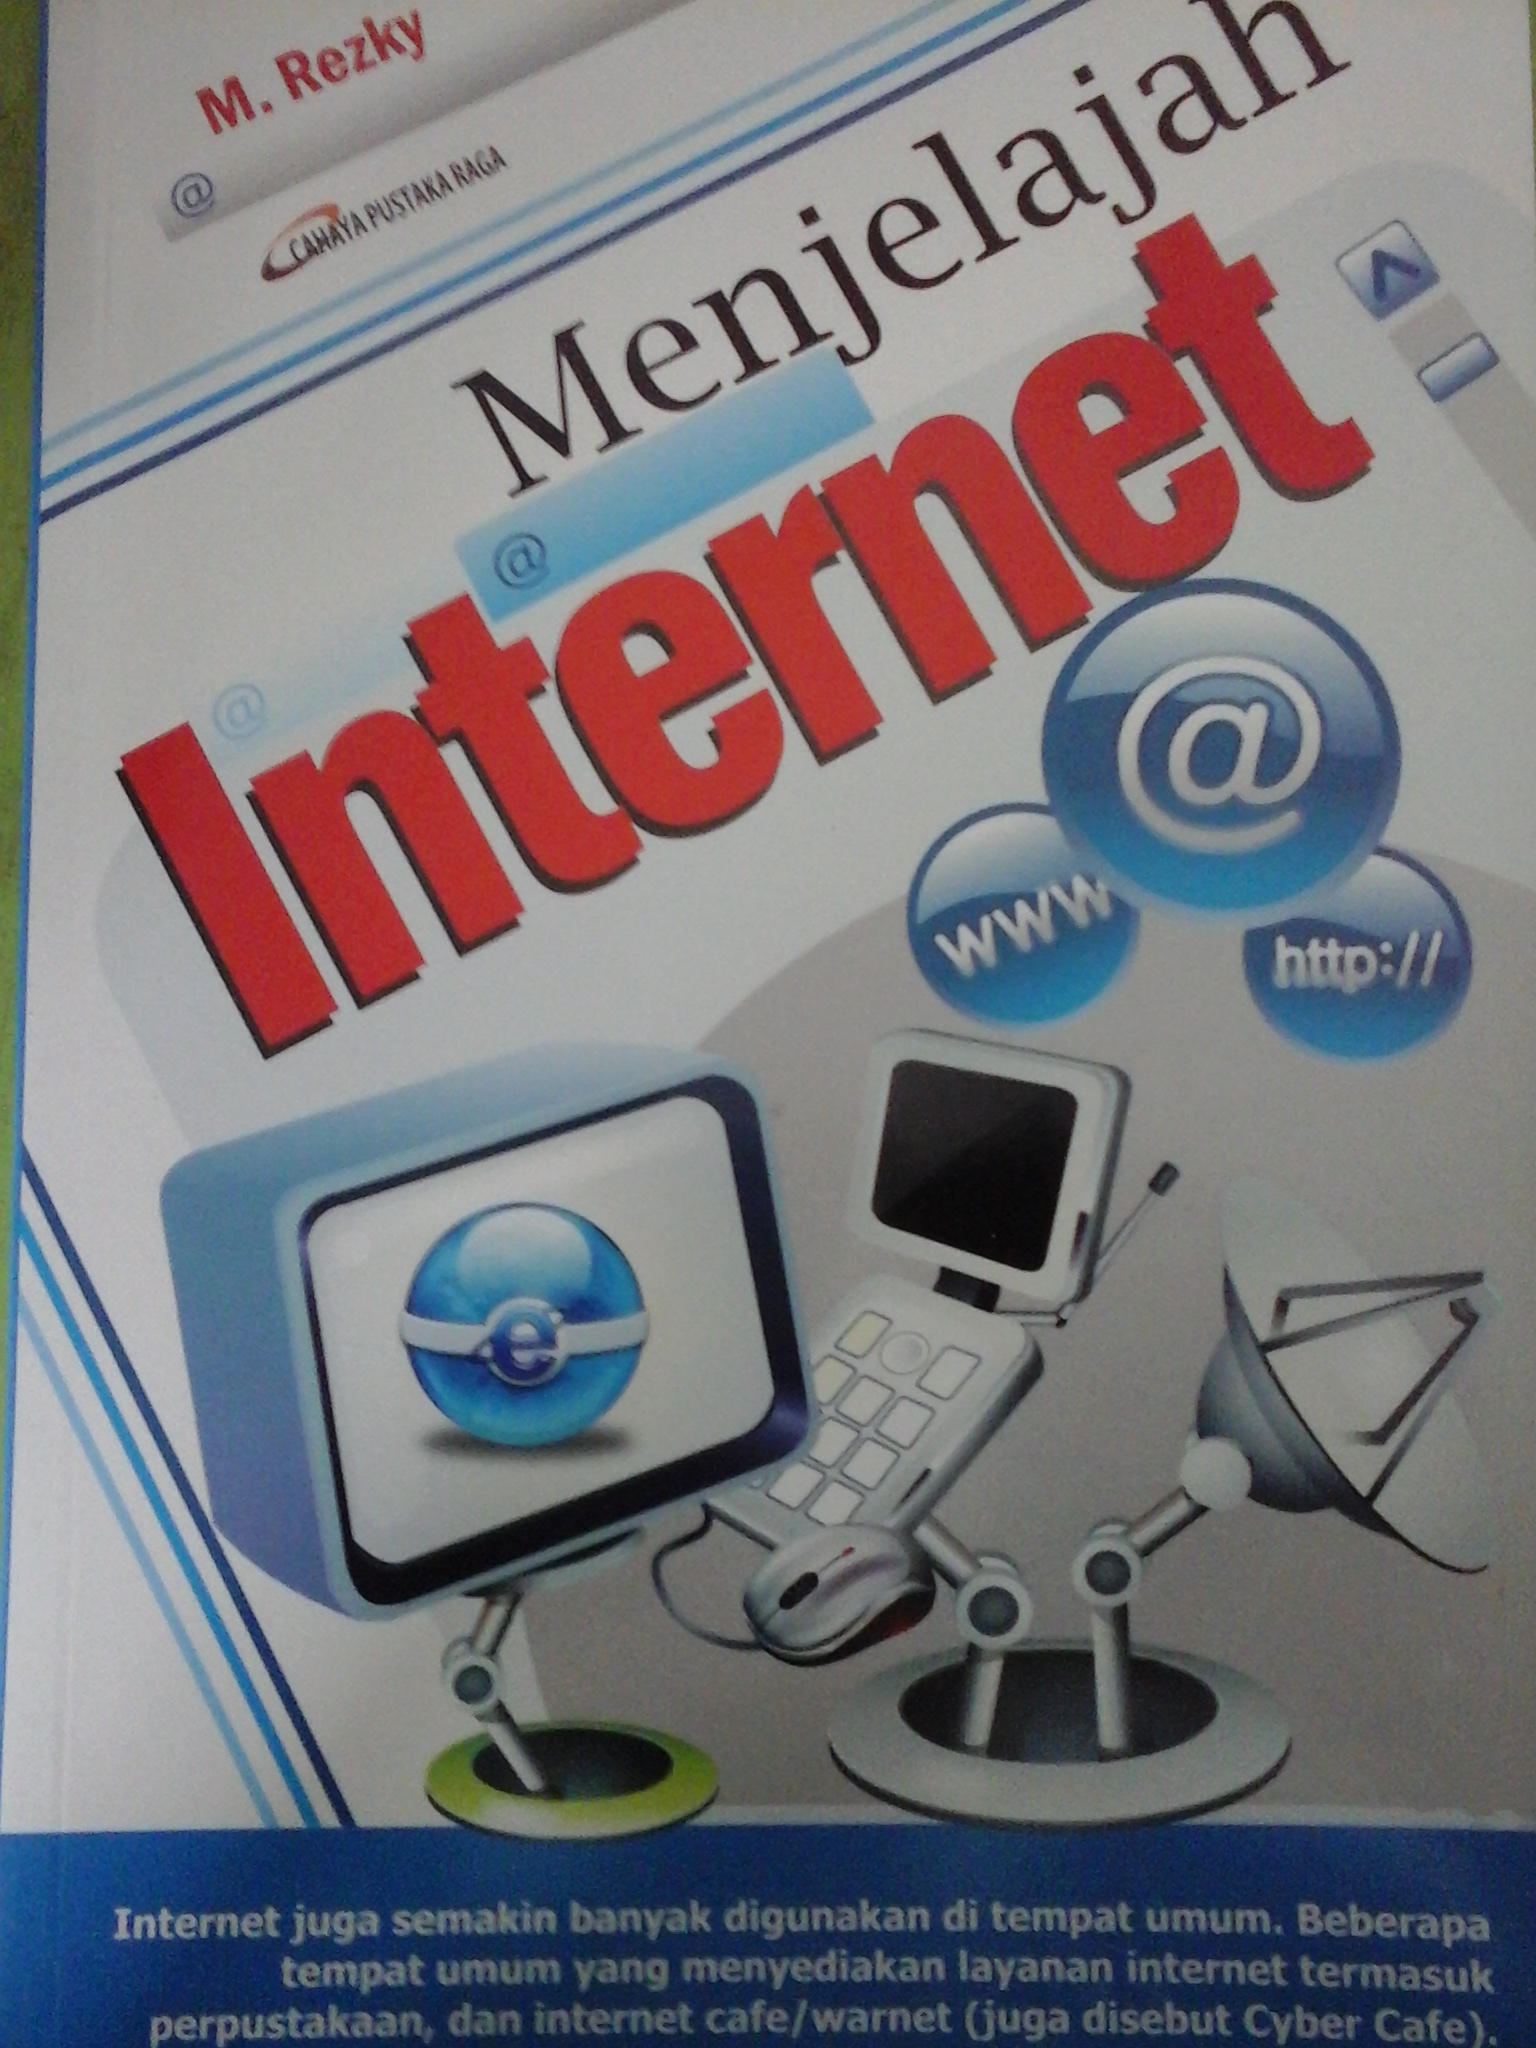 M. Rezky
@
CAHAYA PUSTAKA RAGA
Menjelajah
@
@
Internet
@
www
http://
e
Internet juga semakin banyak digunakan di tempat umum. Beberapa
tempat umum yang menyediakan layanan internet termasuk
perpustakaan, dan internet cafe/warnet (juga disebut Cyber Cafe).